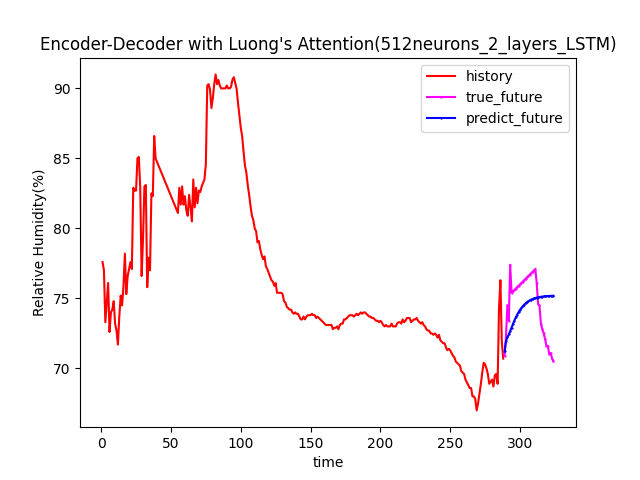 Encoder-Decoder with Luong's Attention(512neurons_2_layers_LSTM)
history
true_future
predict_future
Relative Humidity(%)
90
85
80
75
70
0 50 100 150 200 250 300
time